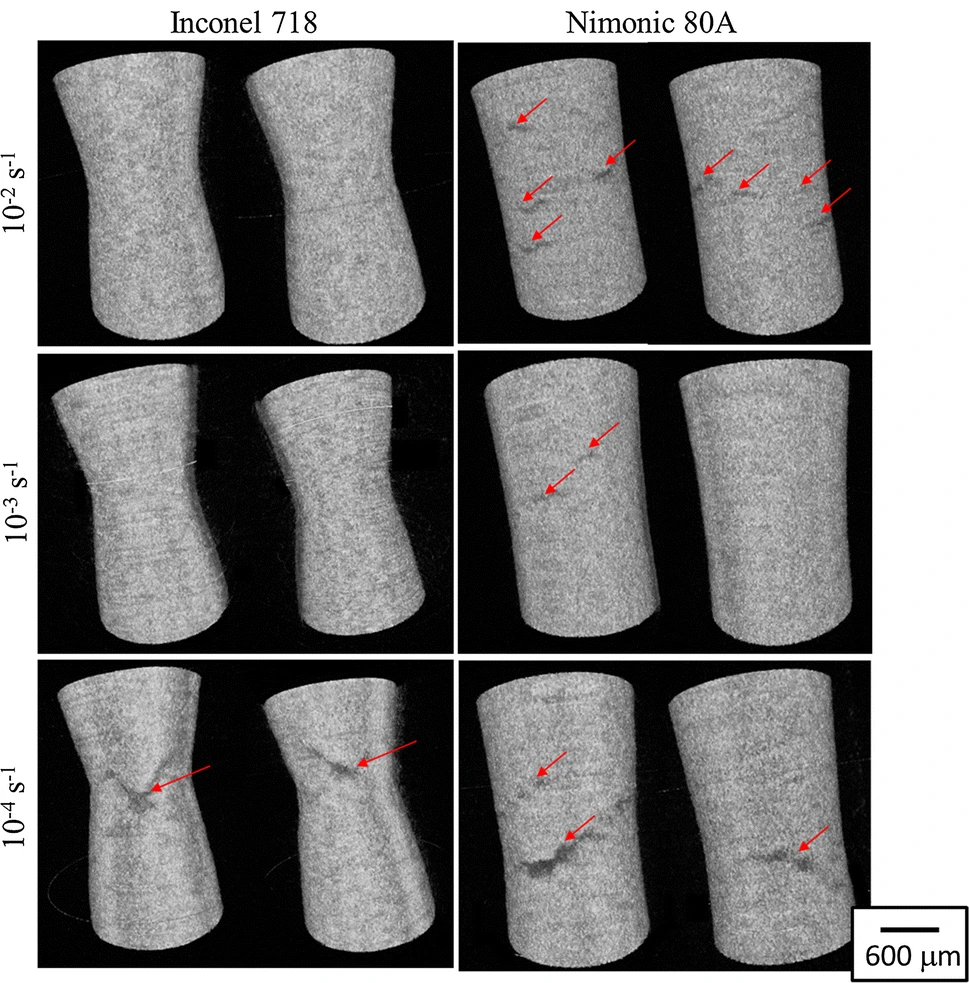 Inconel 718
Nimonic 80A
10⁻² s⁻¹
10⁻³ s⁻¹
10⁻⁴ s⁻¹
600 μm